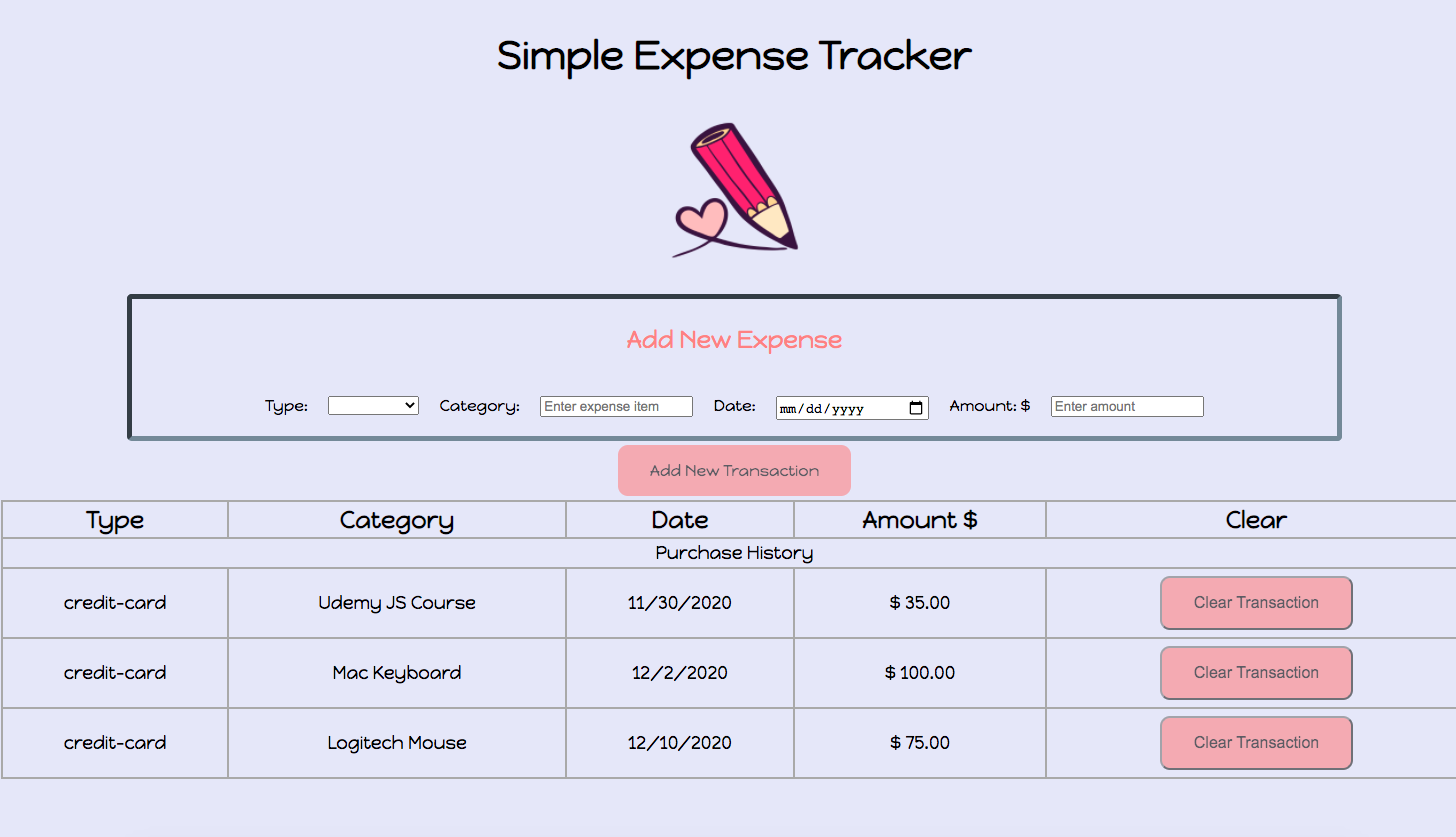 Simple Expense Tracker
Add New Expense
Type: Category: Enter expense item Date: mm/dd/yyyy Amount: $ Enter amount
Add New Transaction
Type Category Date Amount $ Clear
Purchase History
credit-card Udemy JS Course 11/30/2020 $ 35.00 Clear Transaction
credit-card Mac Keyboard 12/2/2020 $ 100.00 Clear Transaction
credit-card Logitech Mouse 12/10/2020 $ 75.00 Clear Transaction